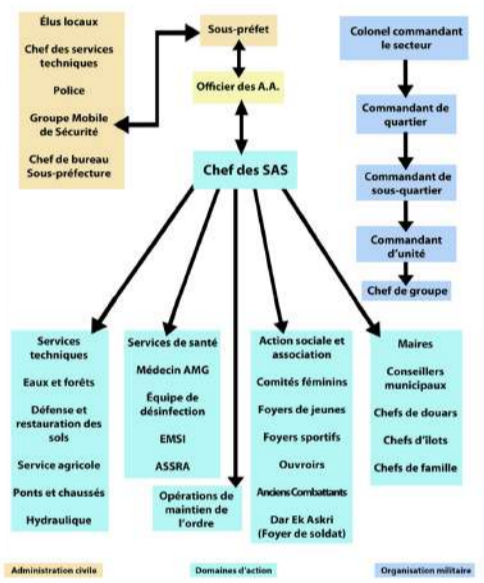 Élus locaux
Chef des services
techniques
Police
Groupe Mobile
de Sécurité
Chef de bureau
Sous-préfecture
Sous-préfet
Officier des A.A.
Chef des SAS
Colonel commandant
le secteur
Commandant de
quartier
Commandant de
sous-quartier
Commandant
d'unité
Chef de groupe
Services
techniques
Eaux et forêts
Défense et
restauration des
sols
Service agricole
Ponts et chaussés
Hydraulique
Services de santé
Médecin AMG
Équipe de
désinfection
EMSI
ASSRA
Opérations de
maintien de
l'ordre
Action sociale et
association
Comités féminins
Foyers de jeunes
Foyers sportifs
Ouvroirs
Anciens Combattants
Dar Ek Askri
(Foyer de soldat)
Maires
Conseillers
municipaux
Chefs de douars
Chefs d'îlots
Chefs de famille
Administration civile
Domaines d'action
Organisation militaire